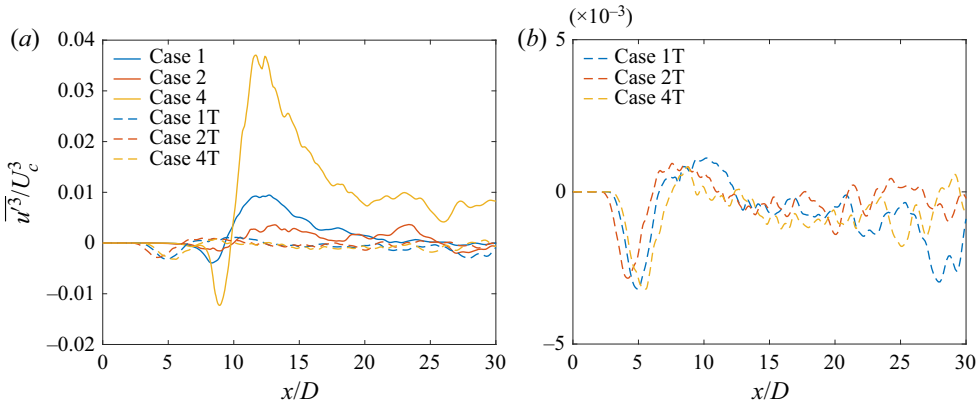 (a)
0.04
0.03
0.02
0.01
0
–0.01
–0.02
0 5 10 15 20 25 30
x/D
u′³/U_c³
Case 1
Case 2
Case 4
Case 1T
Case 2T
Case 4T
(b)
(×10⁻³)
5
0
–5
0 5 10 15 20 25 30
x/D
Case 1T
Case 2T
Case 4T